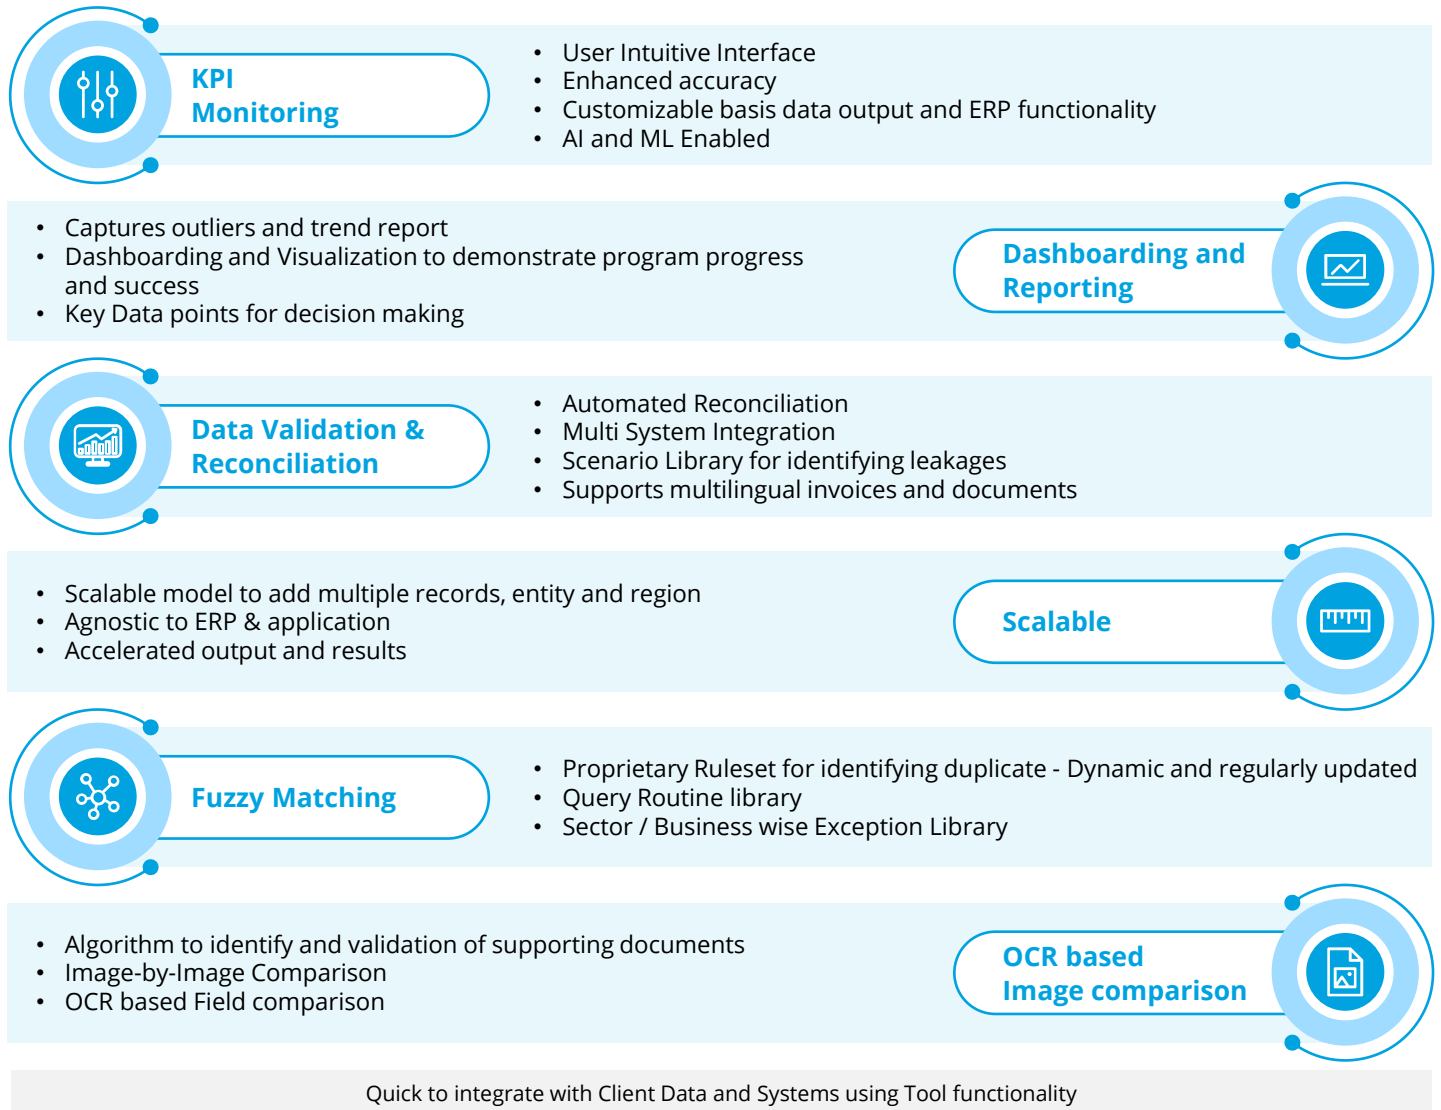 KPI
Monitoring
• User Intuitive Interface
• Enhanced accuracy
• Customizable basis data output and ERP functionality
• AI and ML Enabled
• Captures outliers and trend report
• Dashboarding and Visualization to demonstrate program progress
and success
• Key Data points for decision making
Dashboarding and
Reporting
Data Validation &
Reconciliation
• Automated Reconciliation
• Multi System Integration
• Scenario Library for identifying leakages
• Supports multilingual invoices and documents
• Scalable model to add multiple records, entity and region
• Agnostic to ERP & application
• Accelerated output and results
Scalable
Fuzzy Matching
• Proprietary Ruleset for identifying duplicate - Dynamic and regularly updated
• Query Routine library
• Sector / Business wise Exception Library
• Algorithm to identify and validation of supporting documents
• Image-by-Image Comparison
• OCR based Field comparison
OCR based
Image comparison
Quick to integrate with Client Data and Systems using Tool functionality